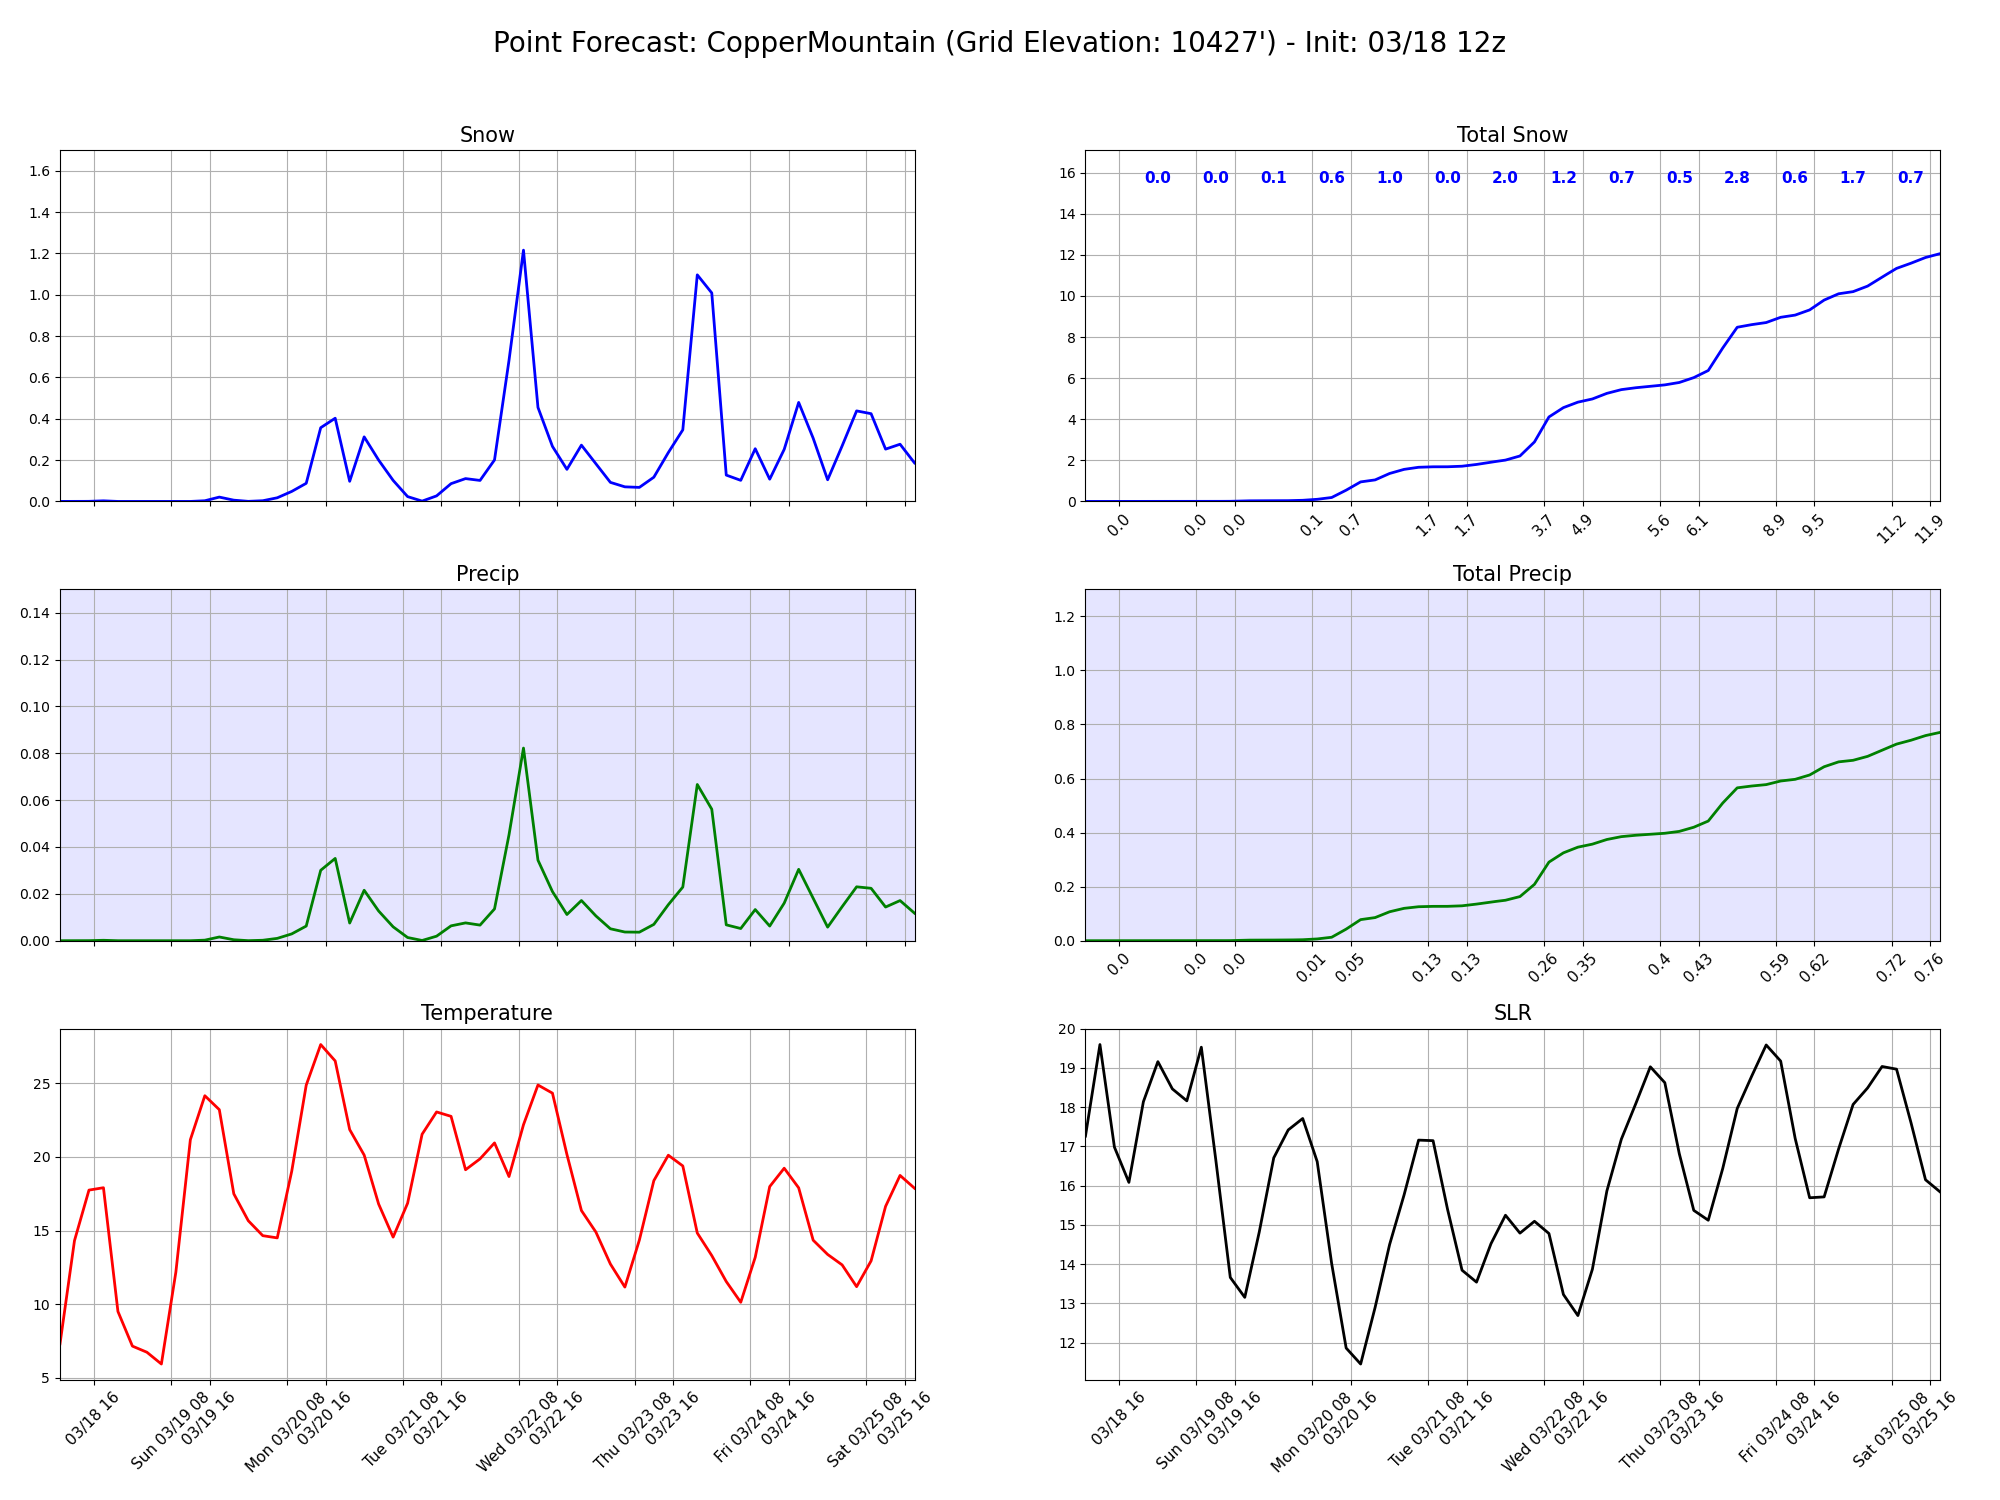 Point Forecast: CopperMountain (Grid Elevation: 10427') - Init: 03/18 12z
Snow
1.6
1.4
1.2
1.0
0.8
0.6
0.4
0.2
0.0
Total Snow
16
14
12
10
8
6
4
2
0
0.0 0.0 0.1 0.6 1.0 0.0 2.0 1.2 0.7 0.5 2.8 0.6 1.7 0.7
0.0 0.0 0.0 0.1 0.7 1.7 1.7 3.7 4.9 5.6 6.1 8.9 9.5 11.2 11.9
Precip
0.14
0.12
0.10
0.08
0.06
0.04
0.02
0.00
Total Precip
1.2
1.0
0.8
0.6
0.4
0.2
0.0
0.0 0.0 0.0 0.01 0.05 0.13 0.13 0.26 0.35 0.4 0.43 0.59 0.62 0.72 0.76
Temperature
25
20
15
10
5
03/18 16
Sun 03/19 08
03/19 16
Mon 03/20 08
03/20 16
Tue 03/21 08
03/21 16
Wed 03/22 08
03/22 16
Thu 03/23 08
03/23 16
Fri 03/24 08
03/24 16
Sat 03/25 08
03/25 16
SLR
20
19
18
17
16
15
14
13
12
03/18 16
Sun 03/19 08
03/19 16
Mon 03/20 08
03/20 16
Tue 03/21 08
03/21 16
Wed 03/22 08
03/22 16
Thu 03/23 08
03/23 16
Fri 03/24 08
03/24 16
Sat 03/25 08
03/25 16